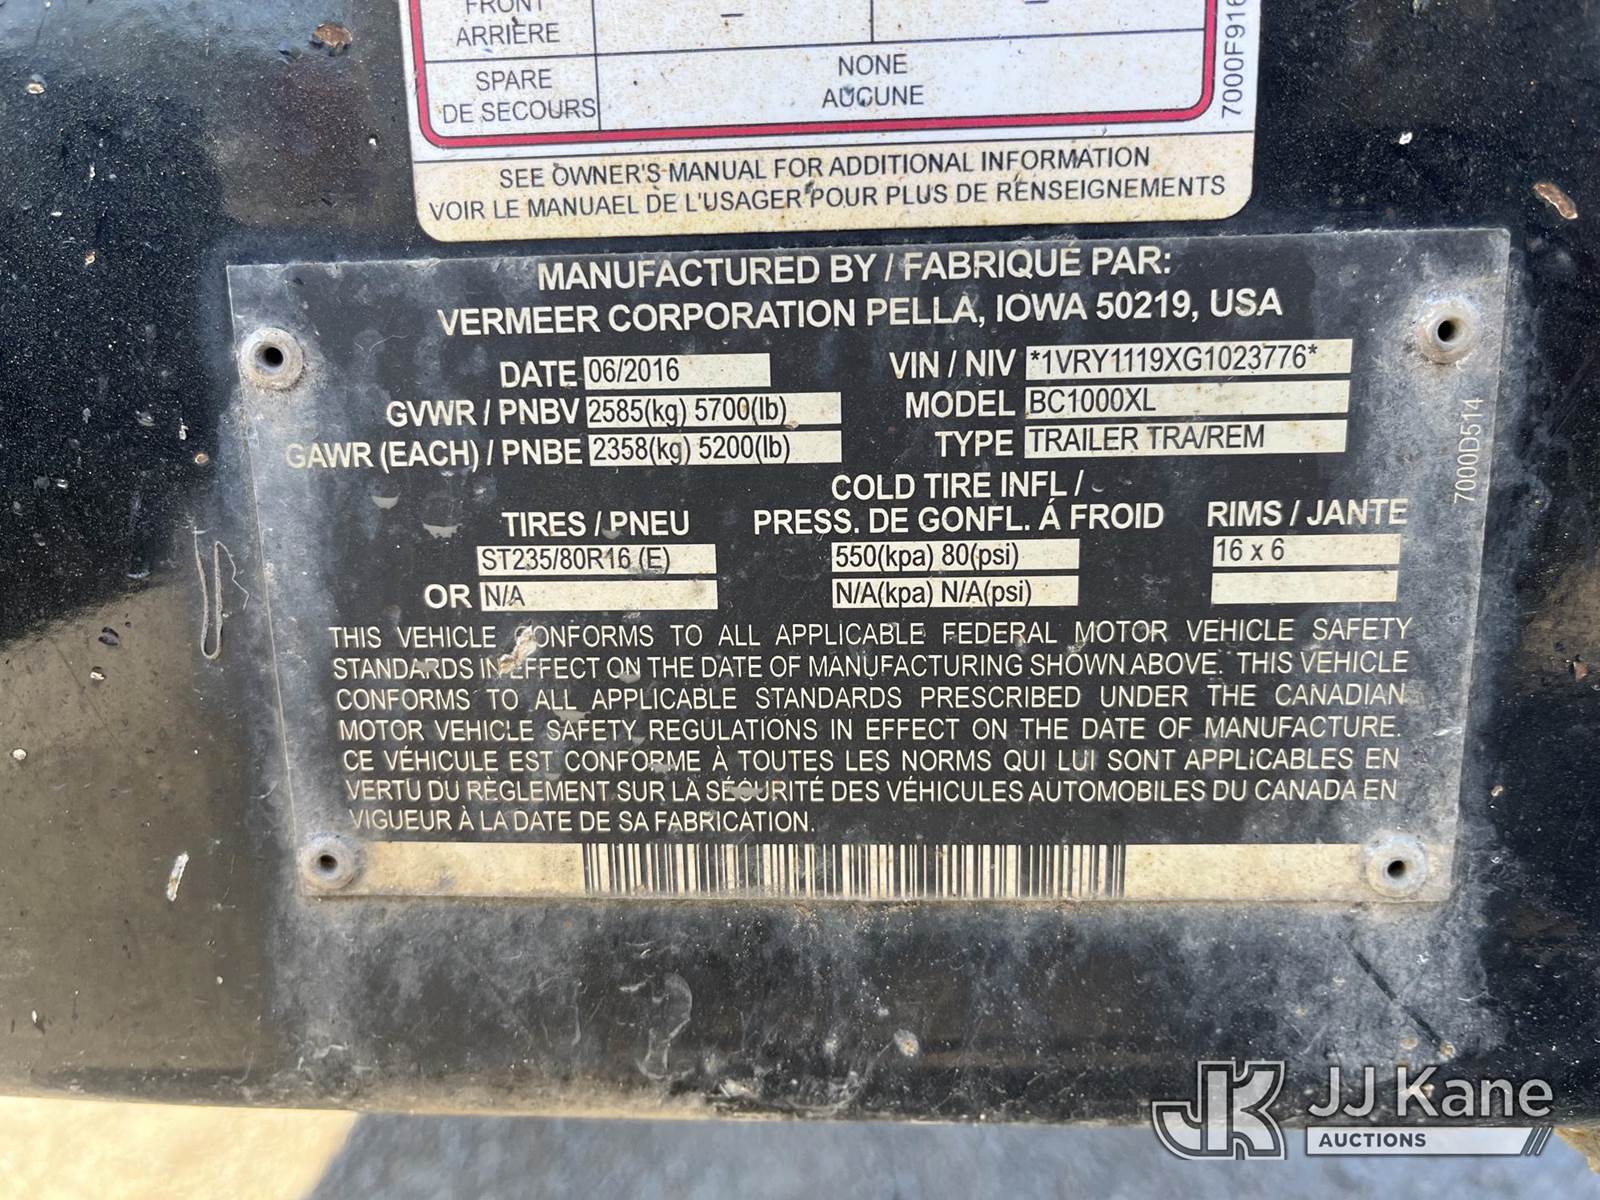 FRONT
ARRIÈRE
—
—
SPARE
DE SECOURS
NONE
AUCUNE
7000F916
SEE OWNER'S MANUAL FOR ADDITIONAL INFORMATION
VOIR LE MANUAEL DE L'USAGER POUR PLUS DE RENSEIGNEMENTS
MANUFACTURED BY / FABRIQUÉ PAR:
VERMEER CORPORATION PELLA, IOWA 50219, USA
DATE 06/2016
VIN / NIV *1VRY1119XG1023776*
GVWR / PNBV 2585(kg) 5700(lb)
MODEL BC1000XL
GAWR (EACH) / PNBE 2358(kg) 5200(lb)
TYPE TRAILER TRA/REM
7000D514
COLD TIRE INFL /
TIRES / PNEU PRESS. DE GONFL. Á FROID RIMS / JANTE
ST235/80R16 (E) 550(kpa) 80(psi) 16 x 6
OR N/A N/A(kpa) N/A(psi)
THIS VEHICLE CONFORMS TO ALL APPLICABLE FEDERAL MOTOR VEHICLE SAFETY
STANDARDS IN EFFECT ON THE DATE OF MANUFACTURING SHOWN ABOVE. THIS VEHICLE
CONFORMS TO ALL APPLICABLE STANDARDS PRESCRIBED UNDER THE CANADIAN
MOTOR VEHICLE SAFETY REGULATIONS IN EFFECT ON THE DATE OF MANUFACTURE.
CE VÉHICULE EST CONFORME À TOUTES LES NORMS QUI LUI SONT APPLICABLES EN
VERTU DU RÈGLEMENT SUR LA SÉCURITÉ DES VÉHICULES AUTOMOBILES DU CANADA EN
VIGUEUR À LA DATE DE SA FABRICATION.
JK JJ Kane
AUCTIONS